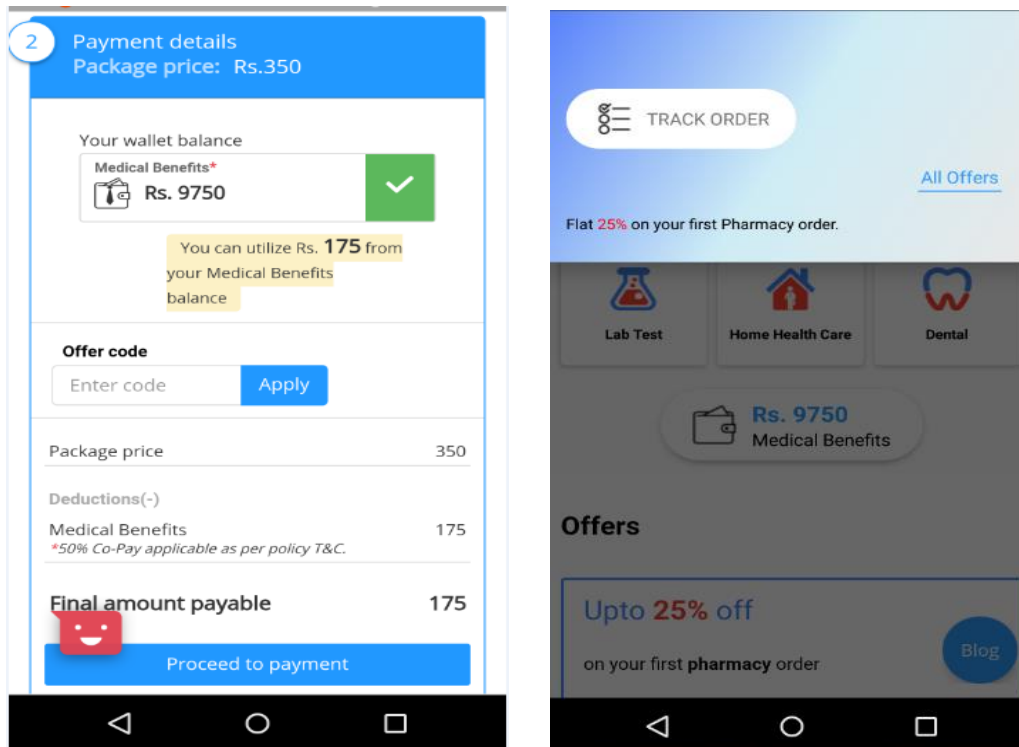 2
Payment details
Package price: Rs.350
Your wallet balance
Medical Benefits*
Rs. 9750
You can utilize Rs. 175 from
your Medical Benefits
balance
Offer code
Enter code Apply
Package price 350
Deductions(-)
Medical Benefits 175
*50% Co-Pay applicable as per policy T&C.
Final amount payable 175
Proceed to payment
TRACK ORDER
All Offers
Flat 25% on your first Pharmacy order.
Lab Test Home Health Care Dental
Rs. 9750
Medical Benefits
Offers
Upto 25% off
on your first pharmacy order
Blog